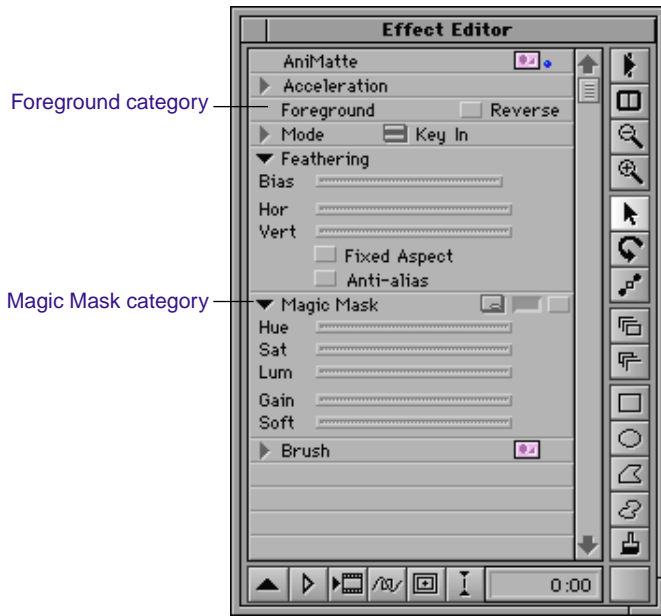 Effect Editor
AniMatte
Acceleration
Foreground category
Foreground Reverse
Mode Key In
Feathering
Bias
Hor
Vert
Fixed Aspect
Anti-alias
Magic Mask category
Magic Mask
Hue
Sat
Lum
Gain
Soft
Brush
0:00